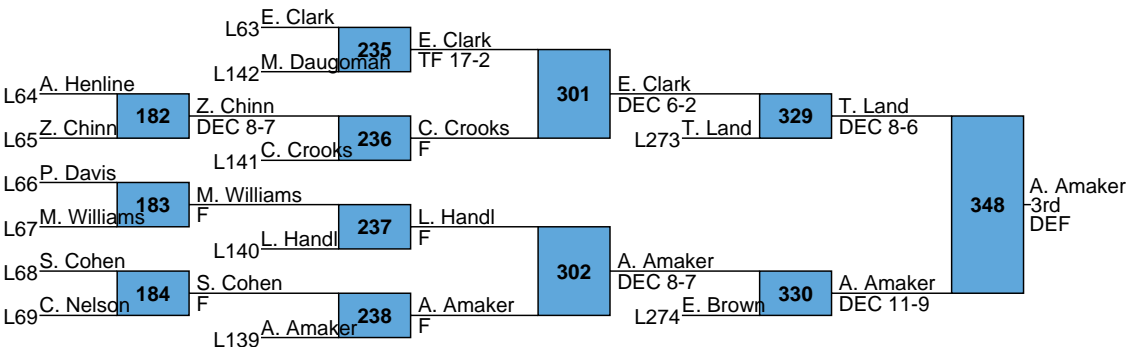 L63 E. Clark
235
L142 M. Daugoman
E. Clark
TF 17-2
L64 A. Henline
182
L65 Z. Chinn
Z. Chinn
DEC 8-7
236
L141 C. Crooks
C. Crooks
F
301
E. Clark
DEC 6-2
329
L273 T. Land
T. Land
DEC 8-6
L66 P. Davis
183
L67 M. Williams
M. Williams
F
237
L140 L. Handl
L. Handl
F
L68 S. Cohen
184
L69 C. Nelson
S. Cohen
F
238
L139 A. Amaker
A. Amaker
F
302
A. Amaker
DEC 8-7
330
L274 E. Brown
A. Amaker
DEC 11-9
348
A. Amaker
3rd
DEF